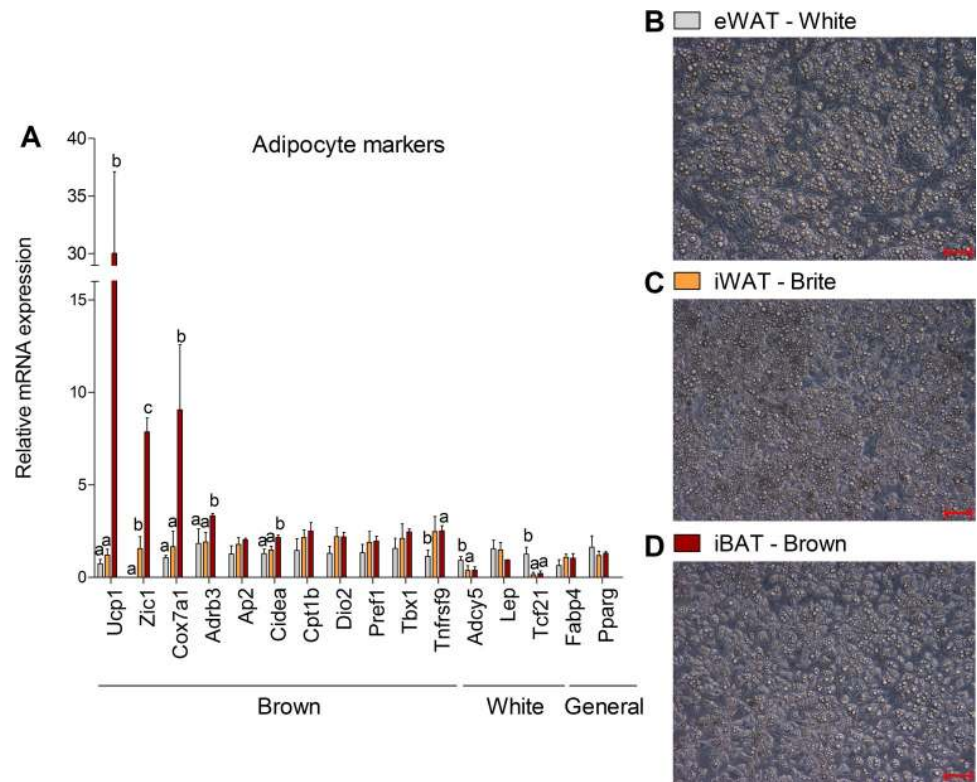 A
Adipocyte markers
Relative mRNA expression
40
35
30
15
10
5
0
b
c
b
b
a a
b
a
a
a
a a
a a
b
b
a
b
a
b
a a
Ucp1
Zic1
Cox7a1
Adrb3
Ap2
Cidea
Cpt1b
Dio2
Pref1
Tbx1
Tnfrsf9
Adcy5
Lep
Tcf21
Fabp4
Pparg
Brown
White
General
B eWAT - White
C iWAT - Brite
D iBAT - Brown